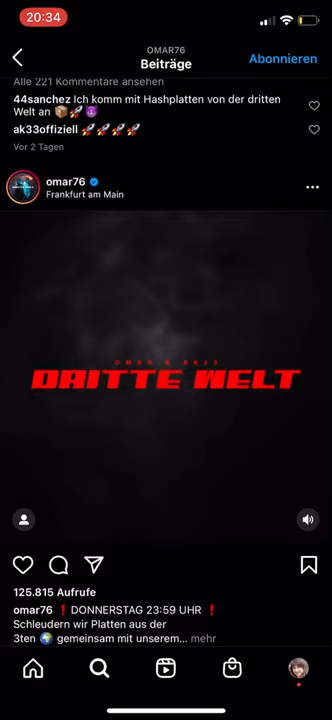 20:34
OMAR76
Beiträge
Abonnieren
Alle 221 Kommentare ansehen
44sanchez Ich komm mit Hashplatten von der dritten
Welt an 📦🚀😈
ak33offiziell 🚀🚀🚀🚀
Vor 2 Tagen
omar76
Frankfurt am Main
DRITTE WELT
125.815 Aufrufe
omar76 ❗ DONNERSTAG 23:59 UHR ❗
Schleudern wir Platten aus der
3ten 🌍 gemeinsam mit unserem... mehr